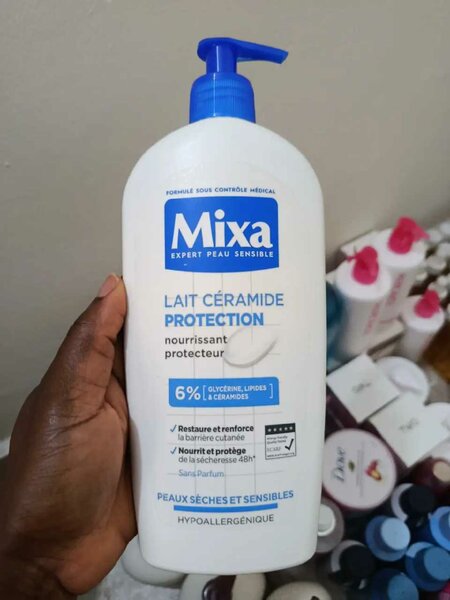 FORMULÉ SOUS CONTRÔLE MÉDICAL
Mixa
EXPERT PEAU SENSIBLE
LAIT CÉRAMIDE
PROTECTION
nourrissant
protecteur
6% [GLYCÉRINE, LIPIDES
& CÉRAMIDES]
Restaure et renforce
la barrière cutanée
Nourrit et protège
de la sécheresse 48h*
Sans Parfum
PEAUX SÈCHES ET SENSIBLES
HYPOALLERGÉNIQUE
Dove